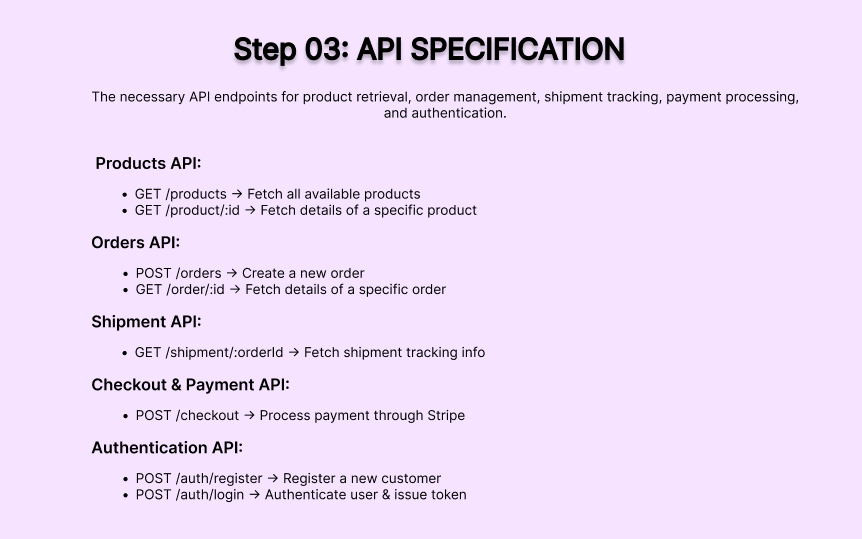 Step 03: API SPECIFICATION
The necessary API endpoints for product retrieval, order management, shipment tracking, payment processing,
and authentication.
Products API:
• GET /products → Fetch all available products
• GET /product/:id → Fetch details of a specific product
Orders API:
• POST /orders → Create a new order
• GET /order/:id → Fetch details of a specific order
Shipment API:
• GET /shipment/:orderId → Fetch shipment tracking info
Checkout & Payment API:
• POST /checkout → Process payment through Stripe
Authentication API:
• POST /auth/register → Register a new customer
• POST /auth/login → Authenticate user & issue token